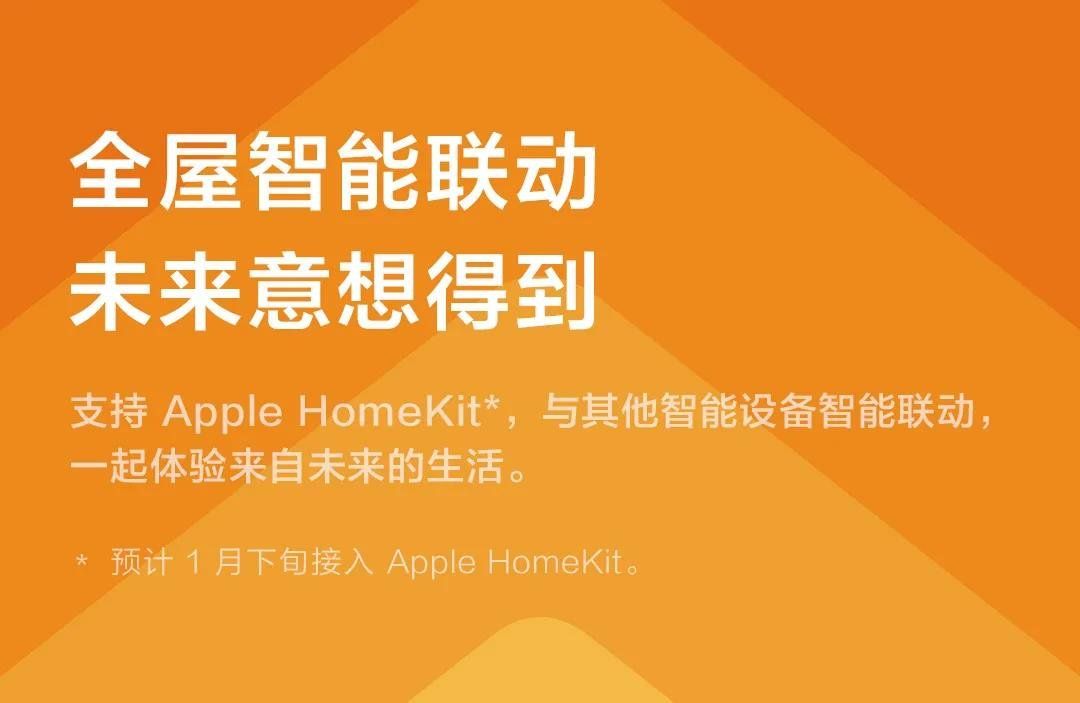 全屋智能联动
未来意想得到
支持 Apple HomeKit*，与其他智能设备智能联动，
一起体验来自未来的生活。
* 预计 1 月下旬接入 Apple HomeKit。